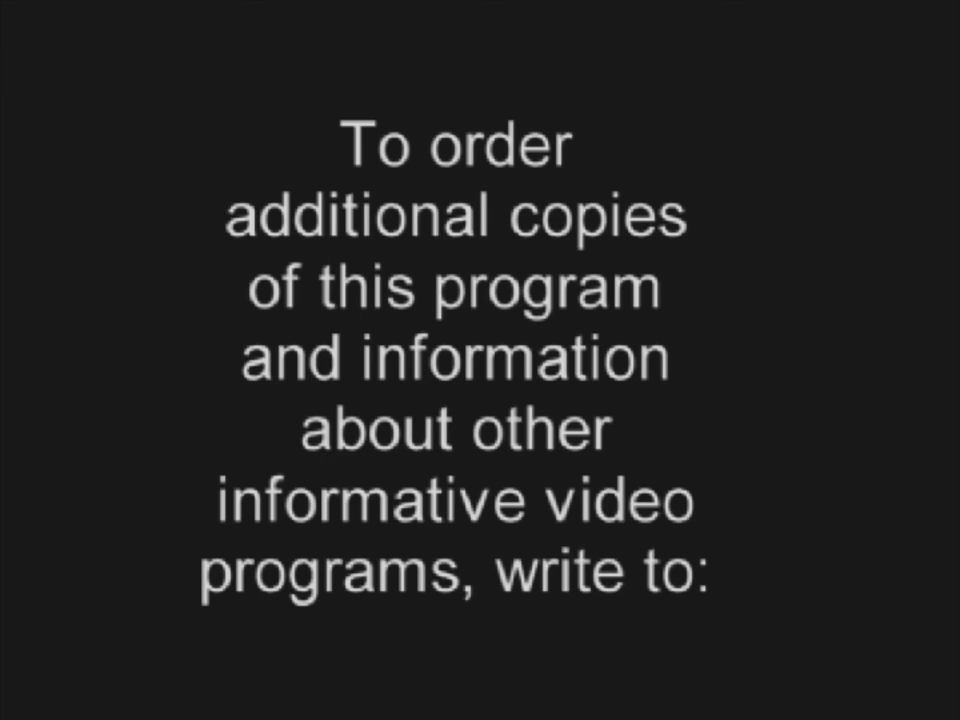 To order
additional copies
of this program
and information
about other
informative video
programs, write to: